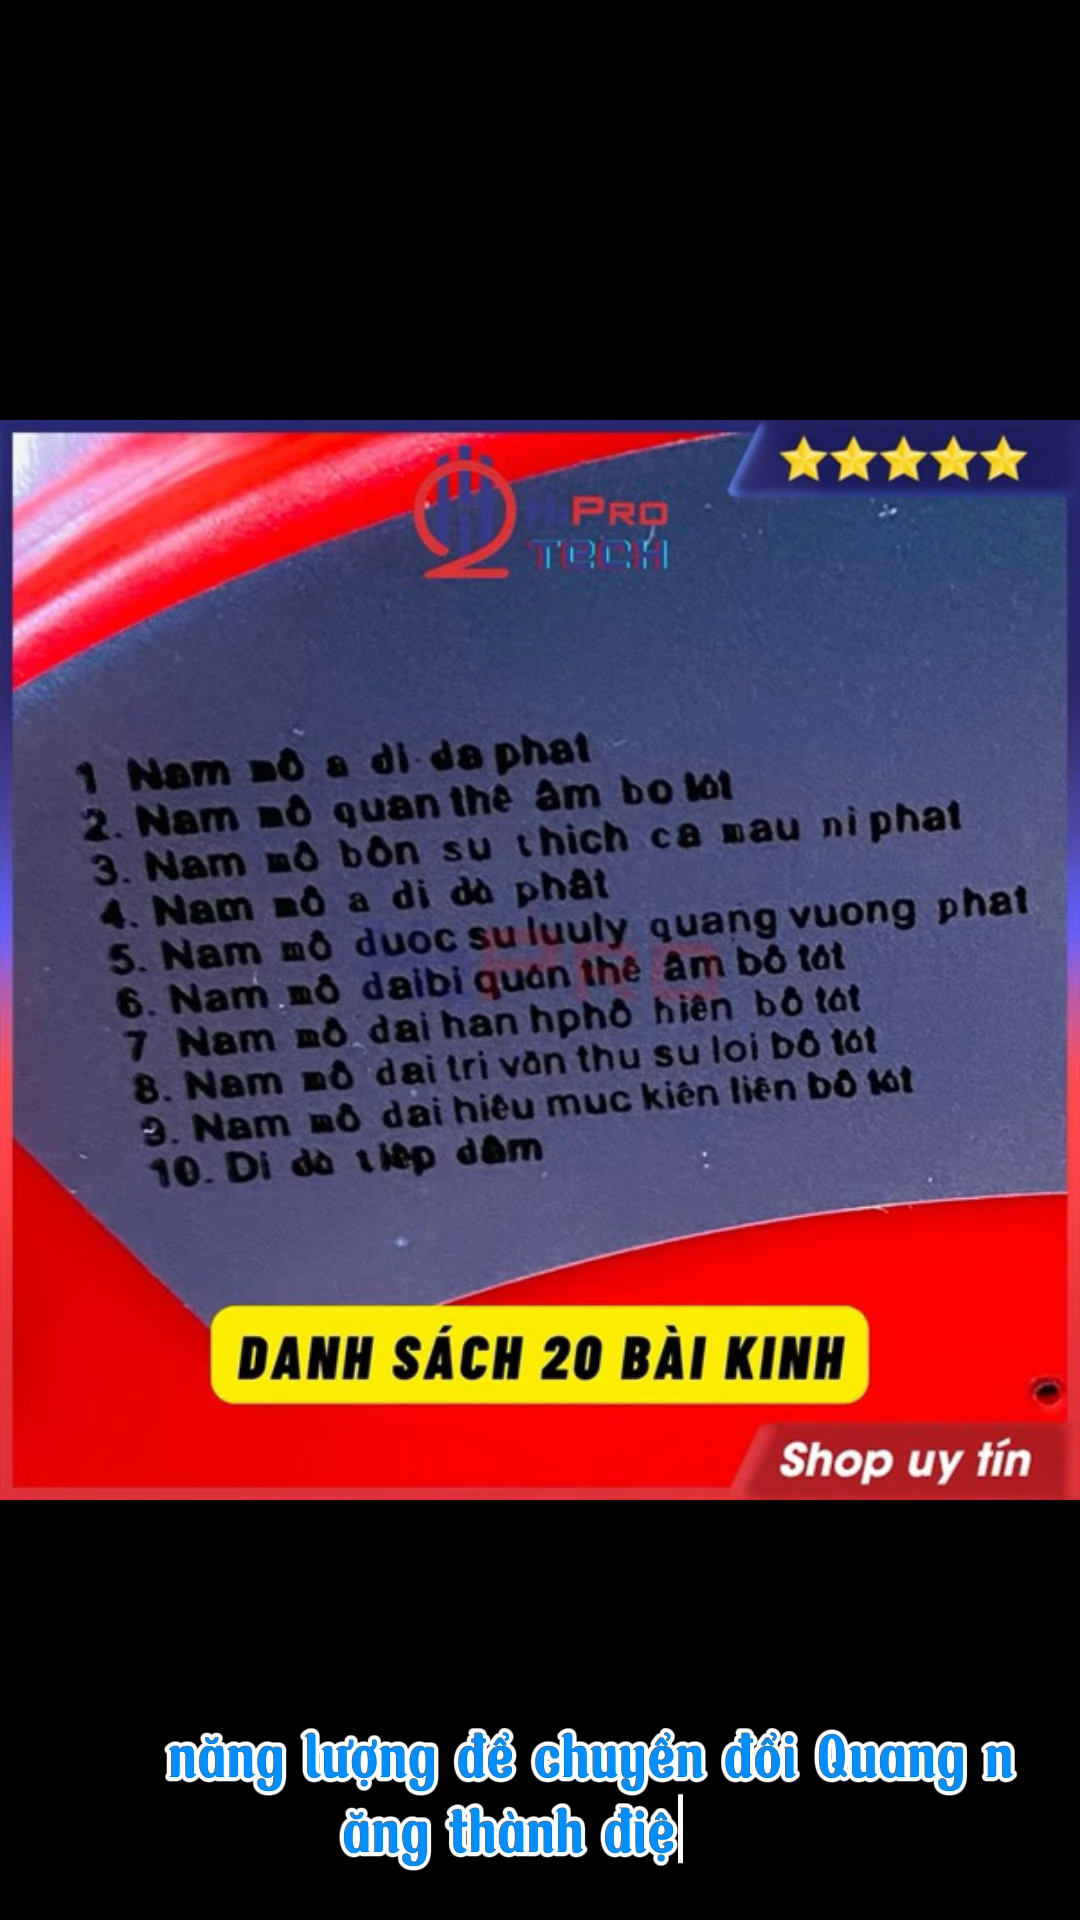 PRO
TECH
1 Nam mô a di da phat
2. Nam mô quan thê âm bo tat
3. Nam mô bôn su thich ca mau ni phat
4. Nam mô a di dà phât
5. Nam mô duoc su luuly quang vuong phat
6. Nam mô daibi quan thê âm bô tát
7 Nam mô dai han hphô hiên bô tát
8. Nam mô dai tri văn thu su loi bô tát
9. Nam mô dai hiêu muc kiên liên bô tát
10. Di dà tiêp dâm
DANH SÁCH 20 BÀI KINH
Shop uy tín
năng lượng để chuyển đổi Quang n
ăng thành điệ